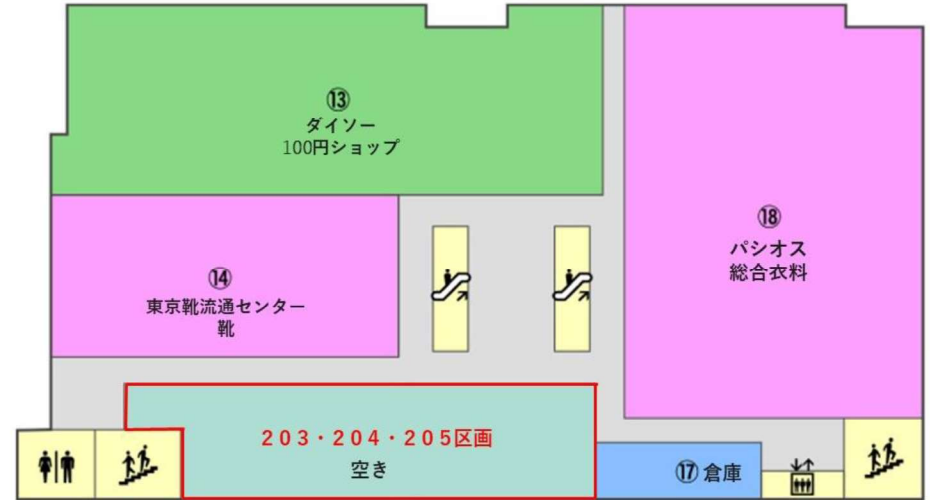 ⑬
ダイソー
100円ショップ
⑱
パシオス
総合衣料
⑭
東京靴流通センター
靴
203・204・205区画
空き
⑰ 倉庫